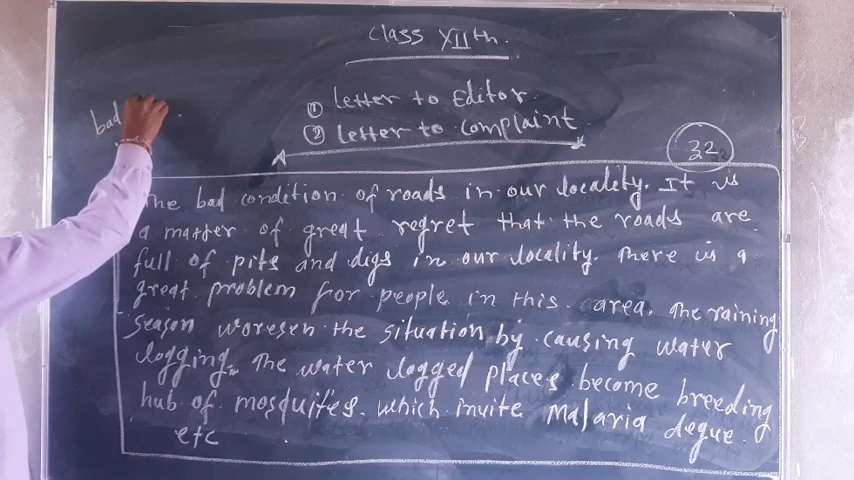 Class XIIth.
① letter to Editor.
② letter to complaint
bad
32
The bad condition of roads in our locality. It is
a matter of great regret that the roads are
full of pits and digs in our locality. There is a
great problem for people in this area. The raining
Season woresen the situation by causing water
logging. The water logged places become breeding
hub of mosquites. which invite Malaria degue.
etc